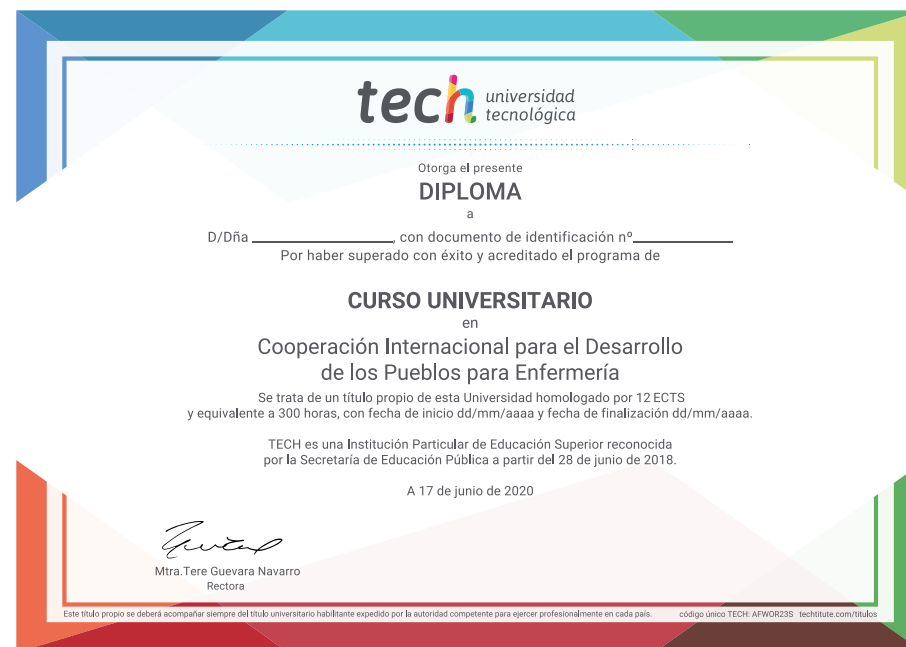 tech universidad
tecnológica
Otorga el presente
DIPLOMA
a
D/Dña ____________________, con documento de identificación nº______________
Por haber superado con éxito y acreditado el programa de
CURSO UNIVERSITARIO
en
Cooperación Internacional para el Desarrollo
de los Pueblos para Enfermería
Se trata de un título propio de esta Universidad homologado por 12 ECTS
y equivalente a 300 horas, con fecha de inicio dd/mm/aaaa y fecha de finalización dd/mm/aaaa.
TECH es una Institución Particular de Educación Superior reconocida
por la Secretaría de Educación Pública a partir del 28 de junio de 2018.
A 17 de junio de 2020
Mtra.Tere Guevara Navarro
Rectora
Este título propio se deberá acompañar siempre del título universitario habilitante expedido por la autoridad competente para ejercer profesionalmente en cada país. código único TECH: AFWOR23S techtitute.com/títulos